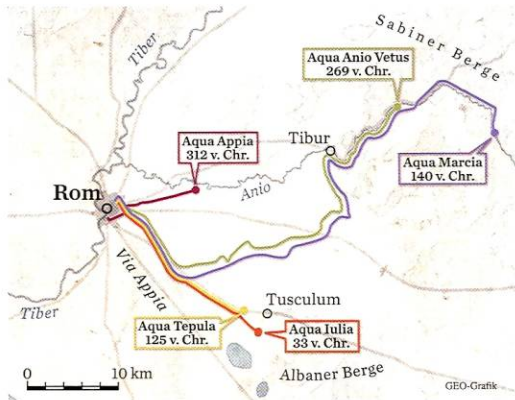 Sabiner Berge
Tiber
Aqua Anio Vetus
269 v. Chr.
Tibur
Aqua Appia
312 v. Chr.
Aqua Marcia
140 v. Chr.
Rom
Anio
Via Appia
Tiber
Tusculum
Aqua Tepula
125 v. Chr.
Aqua Iulia
33 v. Chr.
Albaner Berge
0 10 km
GEO-Grafik